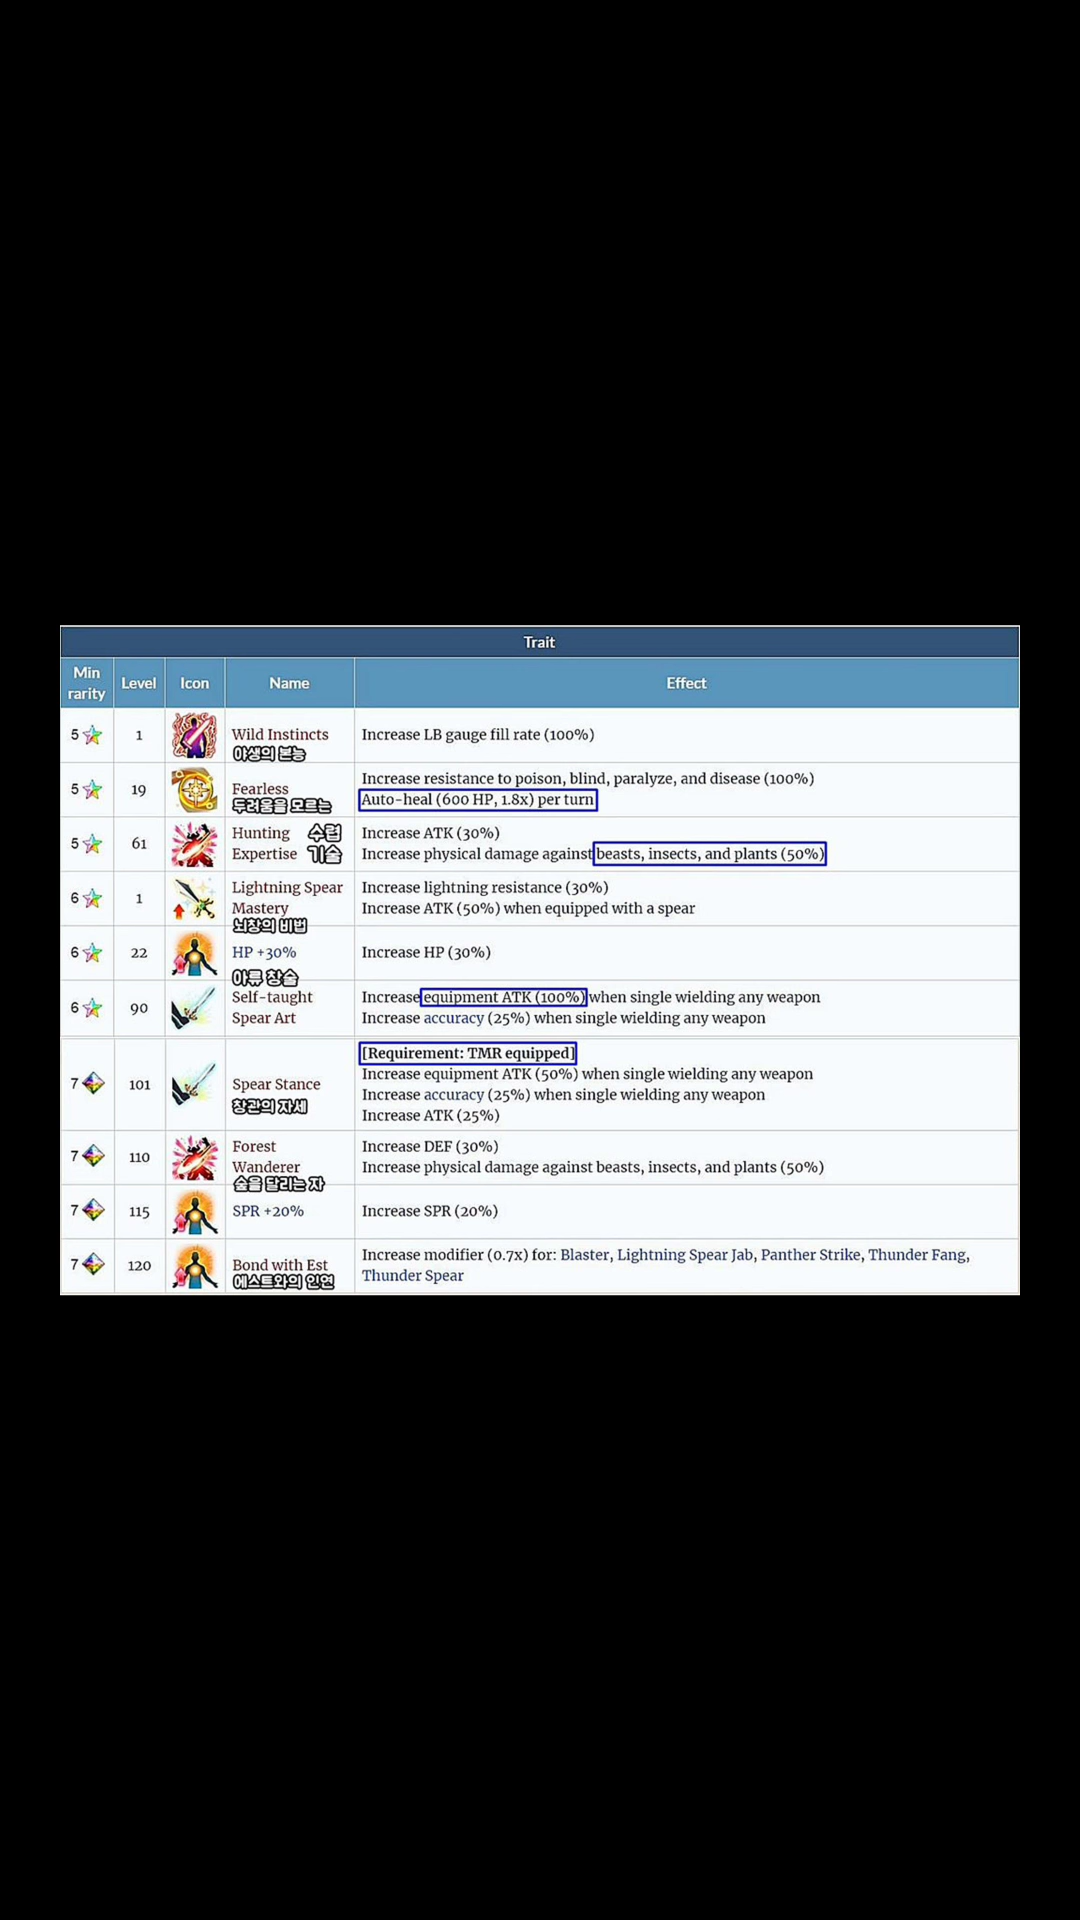 Trait
Min rarity Level Icon Name Effect
5 1 Wild Instincts Increase LB gauge fill rate (100%)
야생의 본능
5 19 Fearless Increase resistance to poison, blind, paralyze, and disease (100%)
두려움을 모르는 Auto-heal (600 HP, 1.8x) per turn
5 61 Hunting 수렵 Increase ATK (30%)
Expertise 기술 Increase physical damage against beasts, insects, and plants (50%)
6 1 Lightning Spear Increase lightning resistance (30%)
Mastery Increase ATK (50%) when equipped with a spear
뇌창의 비법
6 22 HP +30% Increase HP (30%)
아류 창술
6 90 Self-taught Increase equipment ATK (100%) when single wielding any weapon
Spear Art Increase accuracy (25%) when single wielding any weapon
[Requirement: TMR equipped]
Increase equipment ATK (50%) when single wielding any weapon
7 101 Spear Stance Increase accuracy (25%) when single wielding any weapon
창관의 자세 Increase ATK (25%)
7 110 Forest Increase DEF (30%)
Wanderer Increase physical damage against beasts, insects, and plants (50%)
숲을 달리는 자
7 115 SPR +20% Increase SPR (20%)
7 120 Bond with Est Increase modifier (0.7x) for: Blaster, Lightning Spear Jab, Panther Strike, Thunder Fang,
에스트와의 인연 Thunder Spear